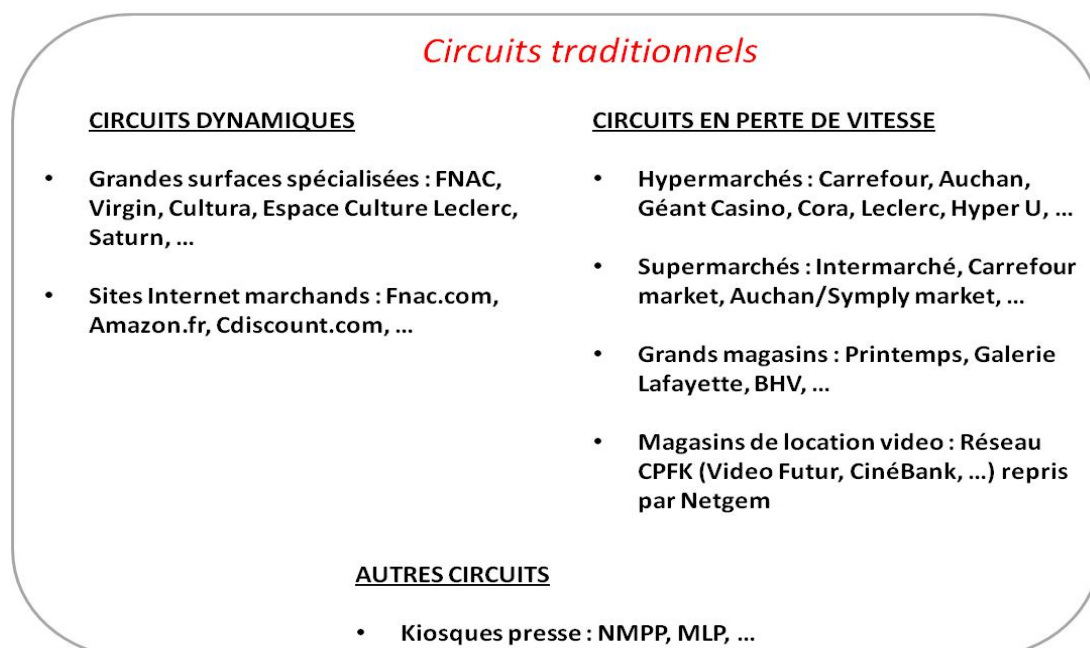 Circuits traditionnels
CIRCUITS DYNAMIQUES
• Grandes surfaces spécialisées : FNAC,
Virgin, Cultura, Espace Culture Leclerc,
Saturn, ...
• Sites Internet marchands : Fnac.com,
Amazon.fr, Cdiscount.com, ...
CIRCUITS EN PERTE DE VITESSE
• Hypermarchés : Carrefour, Auchan,
Géant Casino, Cora, Leclerc, Hyper U, ...
• Supermarchés : Intermarché, Carrefour
market, Auchan/Symply market, ...
• Grands magasins : Printemps, Galerie
Lafayette, BHV, ...
• Magasins de location video : Réseau
CPFK (Video Futur, CinéBank, ...) repris
par Netgem
AUTRES CIRCUITS
• Kiosques presse : NMPP, MLP, ...